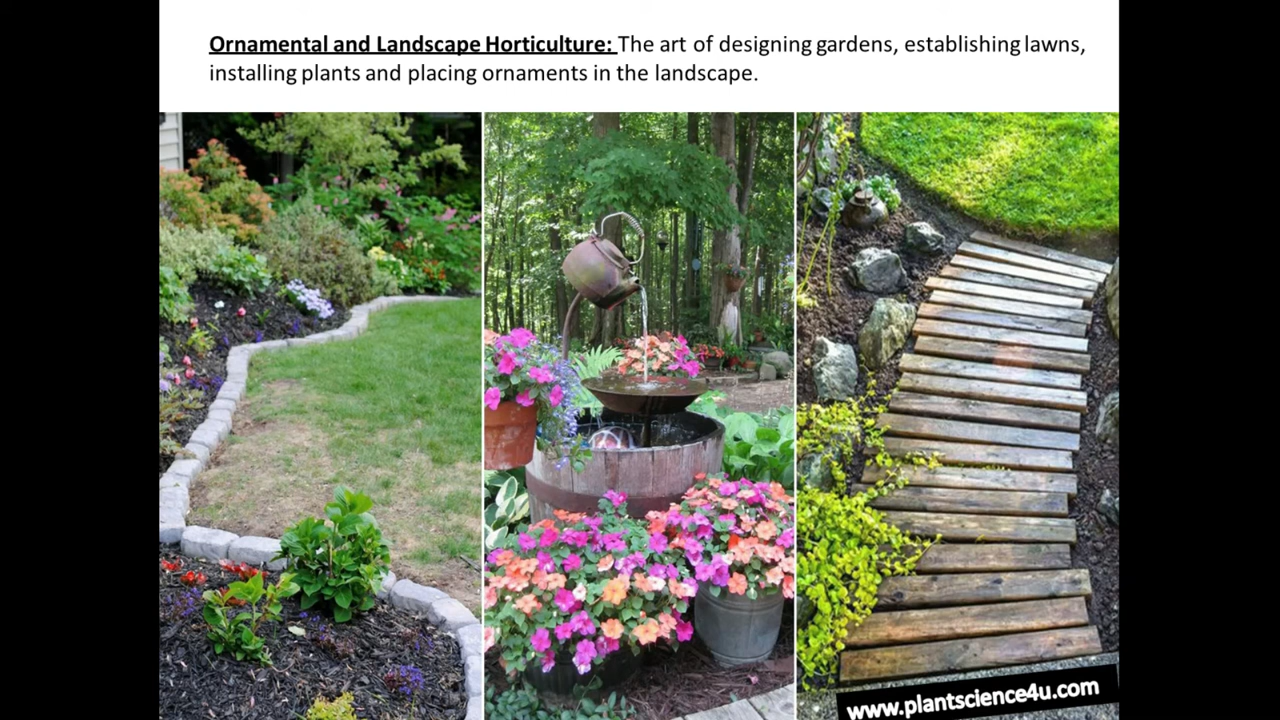 Ornamental and Landscape Horticulture: The art of designing gardens, establishing lawns,
installing plants and placing ornaments in the landscape.
www.plantscience4u.com